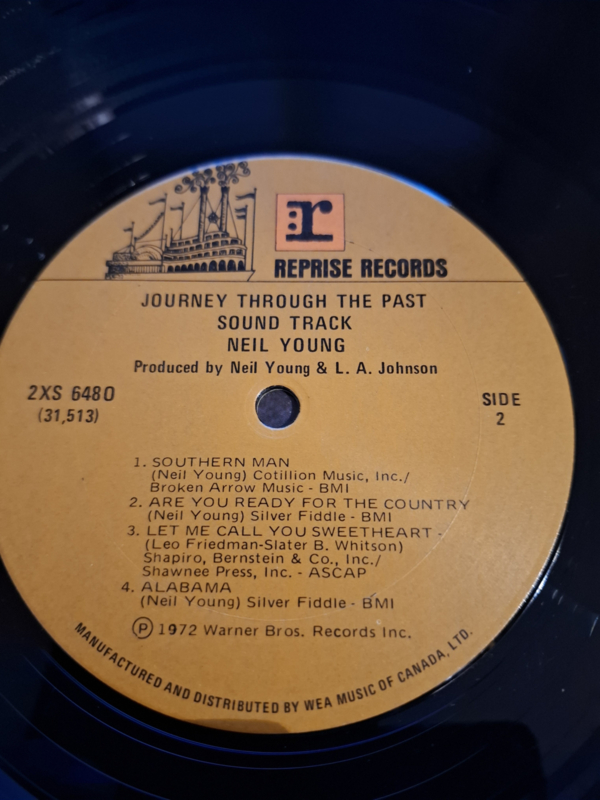 r
REPRISE RECORDS
JOURNEY THROUGH THE PAST
SOUND TRACK
NEIL YOUNG
Produced by Neil Young & L. A. Johnson
2XS 6480
(31,513)
SIDE
2
1. SOUTHERN MAN
(Neil Young) Cotillion Music, Inc./
Broken Arrow Music - BMI
2. ARE YOU READY FOR THE COUNTRY
(Neil Young) Silver Fiddle - BMI
3. LET ME CALL YOU SWEETHEART -
(Leo Friedman-Slater B. Whitson)
Shapiro, Bernstein & Co., Inc./
Shawnee Press, Inc. - ASCAP
4. ALABAMA
(Neil Young) Silver Fiddle - BMI
Ⓟ 1972 Warner Bros. Records Inc.
MANUFACTURED AND DISTRIBUTED BY WEA MUSIC OF CANADA, LTD.